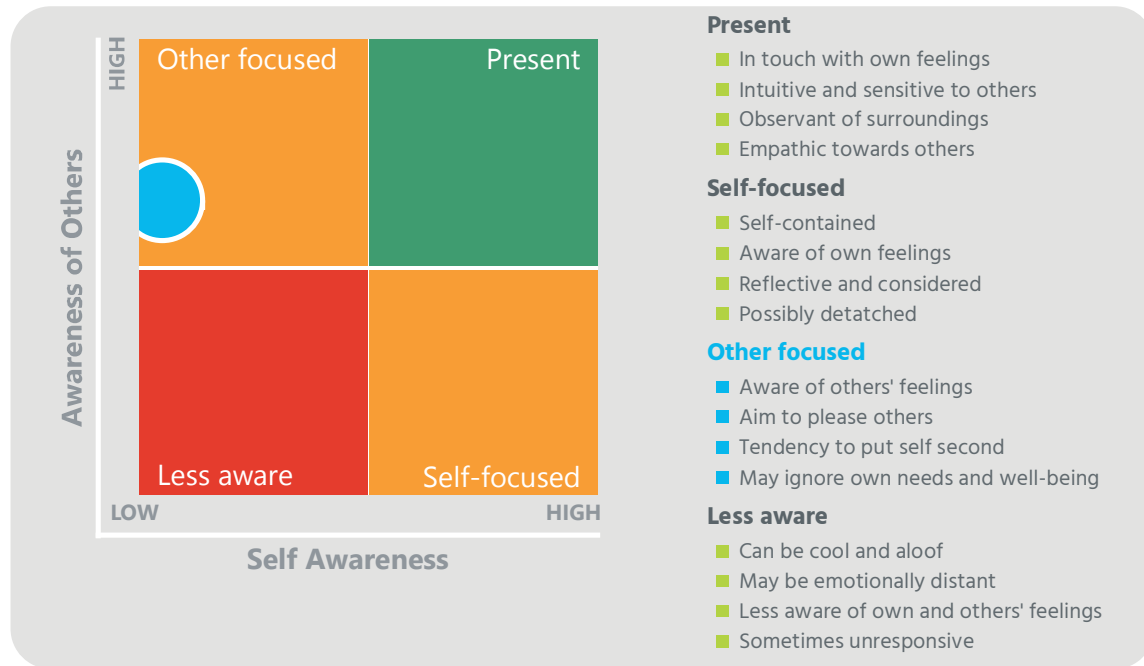 HIGH
Other focused
Present
Awareness of Others
Less aware
Self-focused
LOW
HIGH
Self Awareness
Present
In touch with own feelings
Intuitive and sensitive to others
Observant of surroundings
Empathic towards others
Self-focused
Self-contained
Aware of own feelings
Reflective and considered
Possibly detatched
Other focused
Aware of others' feelings
Aim to please others
Tendency to put self second
May ignore own needs and well-being
Less aware
Can be cool and aloof
May be emotionally distant
Less aware of own and others' feelings
Sometimes unresponsive